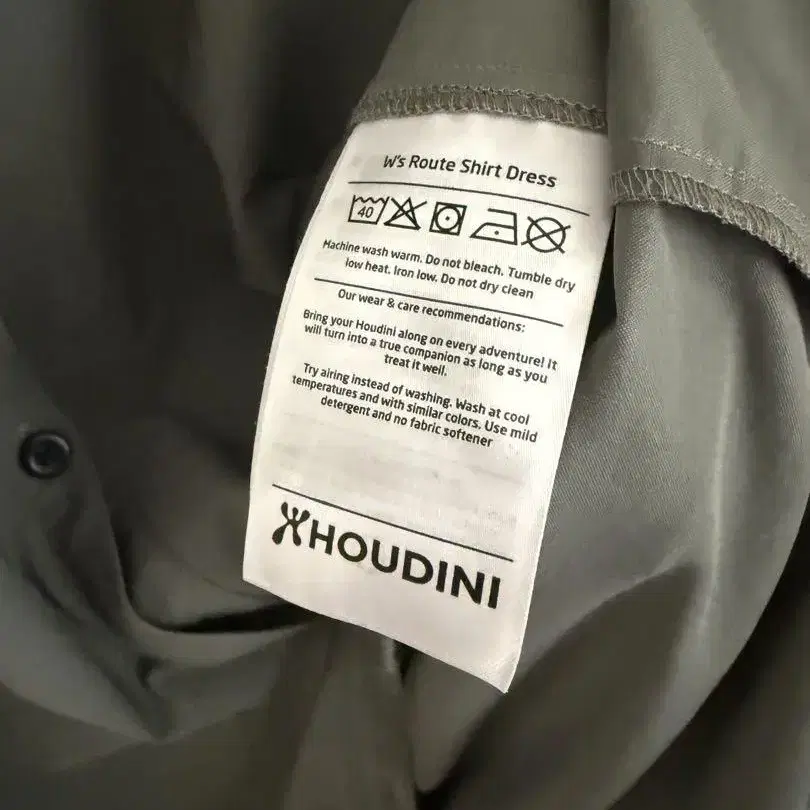 W's Route Shirt Dress
40
Machine wash warm. Do not bleach. Tumble dry
low heat. Iron low. Do not dry clean
Our wear & care recommendations:
Bring your Houdini along on every adventure! It
will turn into a true companion as long as you
treat it well.
Try airing instead of washing. Wash at cool
temperatures and with similar colors. Use mild
detergent and no fabric softener
HOUDINI